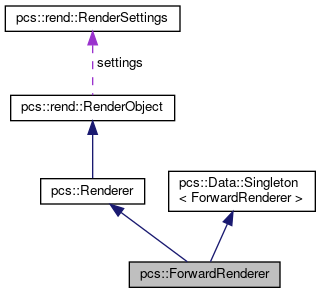 pcs::rend::RenderSettings
settings
pcs::rend::RenderObject
pcs::Renderer
pcs::Data::Singleton
< ForwardRenderer >
pcs::ForwardRenderer